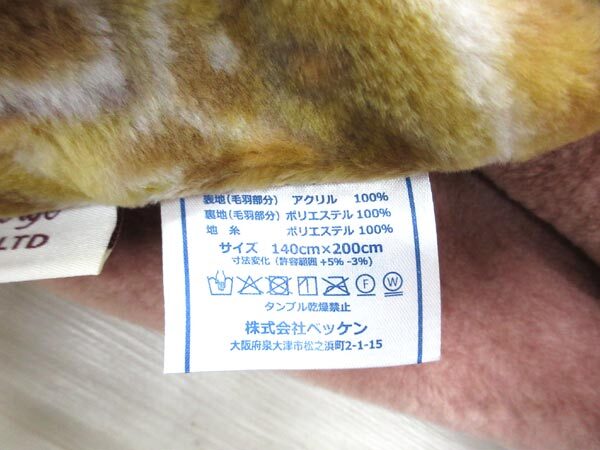 表地(毛羽部分) アクリル 100%
裏地(毛羽部分) ポリエステル 100%
地 糸 ポリエステル 100%
サイズ 140cm×200cm
寸法変化 (許容範囲 +5% -3%)
F W
タンブル乾燥禁止
株式会社ベッケン
大阪府泉大津市松之浜町2-1-15
LTD